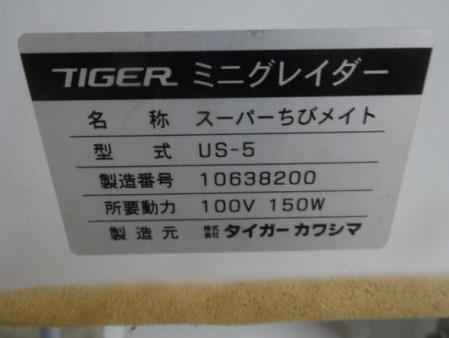 TIGER ミニグレイダー
名称 スーパーちびメイト
型式 US-5
製造番号 10638200
所要動力 100V 150W
製造元 株式会社タイガーカワシマ